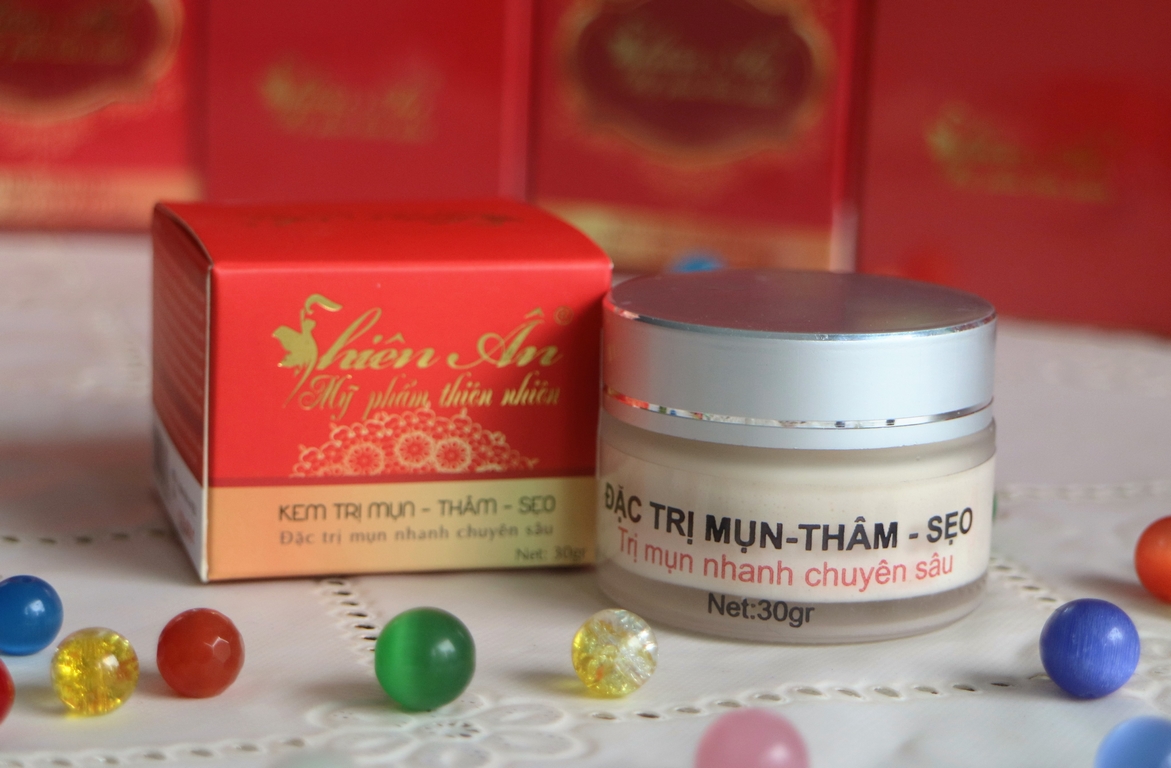 Thiên Ân®
Mỹ phẩm thiên nhiên
KEM TRỊ MỤN - THÂM - SẸO
Đặc trị mụn nhanh chuyên sâu
Net: 30gr
ĐẶC TRỊ MỤN-THÂM - SẸO
Trị mụn nhanh chuyên sâu
Net:30gr